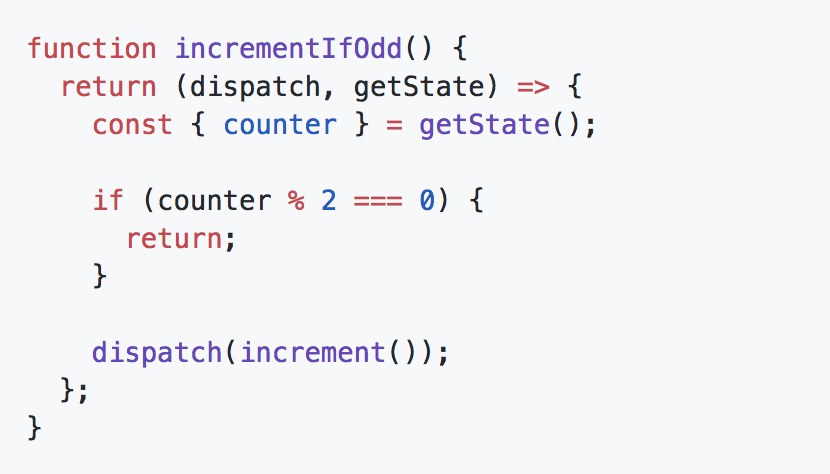 function incrementIfOdd() {
  return (dispatch, getState) => {
    const { counter } = getState();

    if (counter % 2 === 0) {
      return;
    }

    dispatch(increment());
  };
}